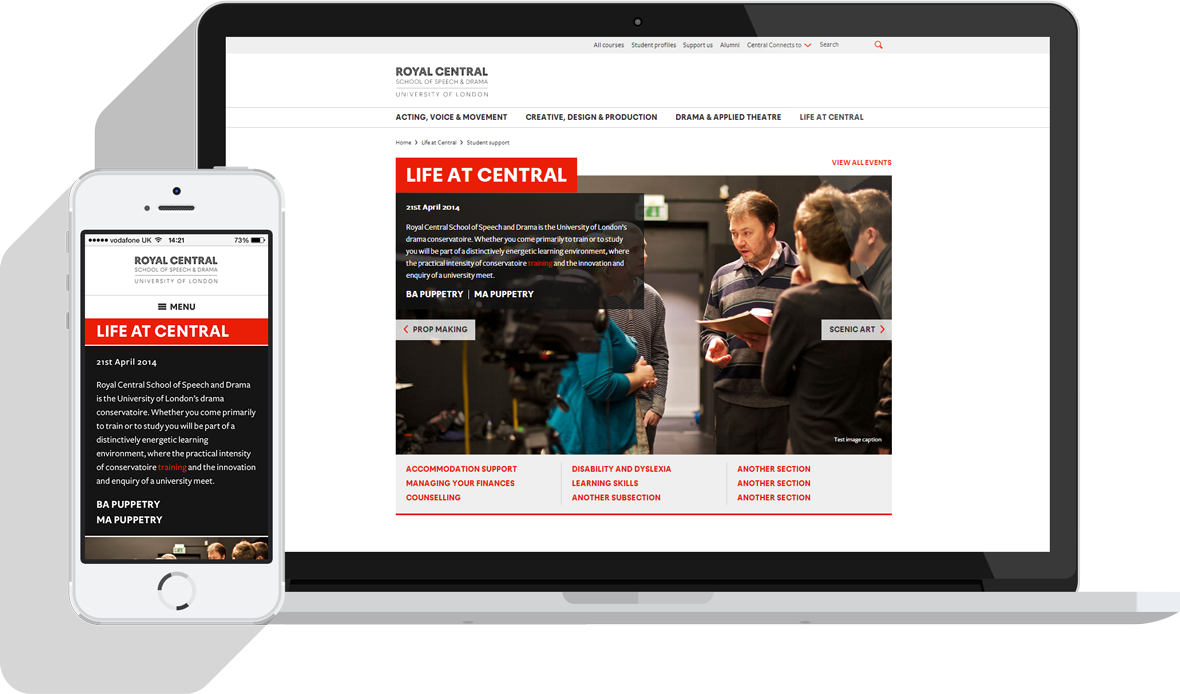 All courses Student profiles Support us Alumni Central Connects to Search
ROYAL CENTRAL
SCHOOL OF SPEECH & DRAMA
UNIVERSITY OF LONDON
ACTING, VOICE & MOVEMENT CREATIVE, DESIGN & PRODUCTION DRAMA & APPLIED THEATRE LIFE AT CENTRAL
Home > Life at Central > Student support
VIEW ALL EVENTS
LIFE AT CENTRAL
21st April 2014
Royal Central School of Speech and Drama is the University of London's
drama conservatoire. Whether you come primarily to train or to study
you will be part of a distinctively energetic learning environment, where
the practical intensity of conservatoire training and the innovation and
enquiry of a university meet.
BA PUPPETRY | MA PUPPETRY
< PROP MAKING
SCENIC ART >
Test image caption
ACCOMMODATION SUPPORT
MANAGING YOUR FINANCES
COUNSELLING
DISABILITY AND DYSLEXIA
LEARNING SKILLS
ANOTHER SUBSECTION
ANOTHER SECTION
ANOTHER SECTION
ANOTHER SECTION
vodafone UK 14:21 73%
ROYAL CENTRAL
SCHOOL OF SPEECH & DRAMA
UNIVERSITY OF LONDON
MENU
LIFE AT CENTRAL
21st April 2014
Royal Central School of Speech and Drama
is the University of London's drama
conservatoire. Whether you come primarily
to train or to study you will be part of a
distinctively energetic learning
environment, where the practical intensity
of conservatoire training and the innovation
and enquiry of a university meet.
BA PUPPETRY
MA PUPPETRY